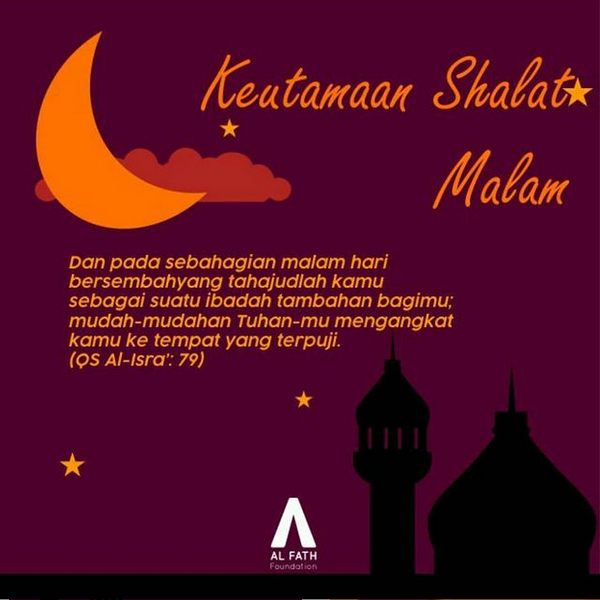 Keutamaan Shalat
Malam
Dan pada sebahagian malam hari
bersembahyang tahajudlah kamu
sebagai suatu ibadah tambahan bagimu;
mudah-mudahan Tuhan-mu mengangkat
kamu ke tempat yang terpuji.
(QS Al-Isra': 79)
AL FATH
Foundation